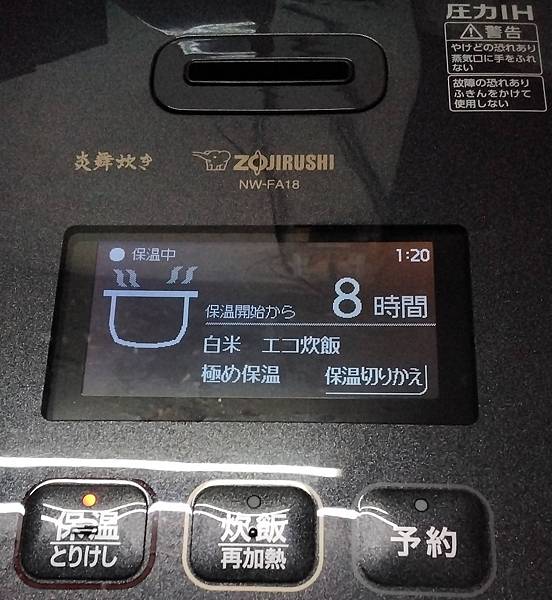 圧力IH
警告
やけどの恐れあり
蒸気口に手をふれ
ない
故障の恐れあり
ふきんをかけて
使用しない
炎舞炊き
ZOJIRUSHI
NW-FA18
保温中 1:20
保温開始から 8時間
白米 エコ炊飯
極め保温 保温切りかえ
保温 炊飯 予約
とりけし 再加熱